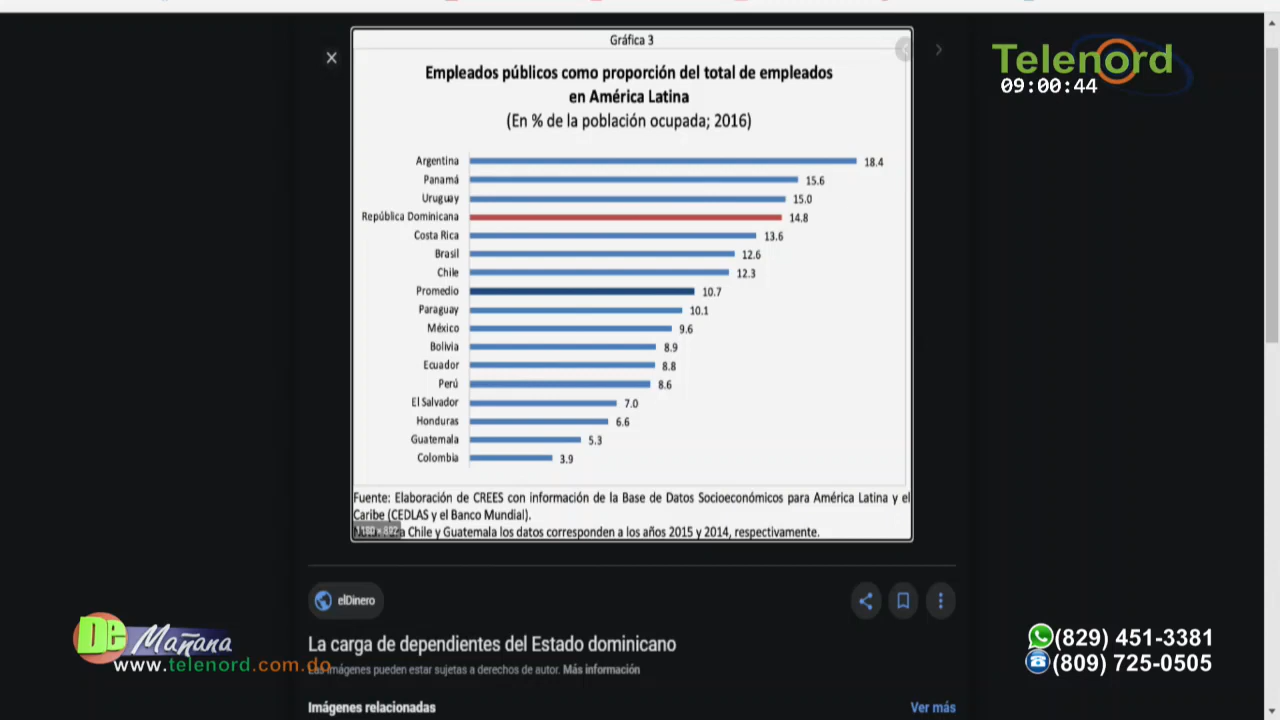 Gráfica 3
Empleados públicos como proporción del total de empleados
en América Latina
(En % de la población ocupada; 2016)
Argentina 18.4
Panamá 15.6
Uruguay 15.0
República Dominicana 14.8
Costa Rica 13.6
Brasil 12.6
Chile 12.3
Promedio 10.7
Paraguay 10.1
México 9.6
Bolivia 8.9
Ecuador 8.8
Perú 8.6
El Salvador 7.0
Honduras 6.6
Guatemala 5.3
Colombia 3.9
Fuente: Elaboración de CREES con información de la Base de Datos Socioeconómicos para América Latina y el
Caribe (CEDLAS y el Banco Mundial).
Chile y Guatemala los datos corresponden a los años 2015 y 2014, respectivamente.
Telenord
09:00:44
elDinero
La carga de dependientes del Estado dominicano
Las imágenes pueden estar sujetas a derechos de autor. Más información
Imágenes relacionadas
Ver más
De Mañana
www.telenord.com.do
(829) 451-3381
(809) 725-0505